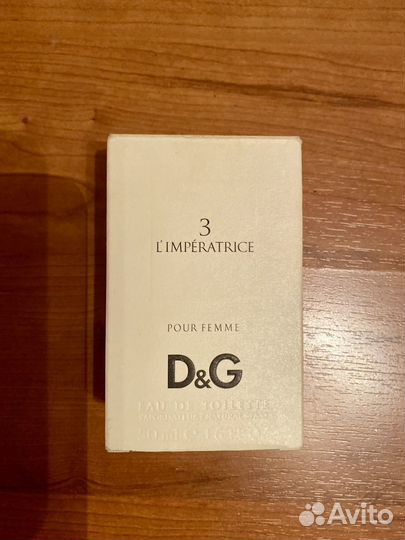 3
L'IMPÉRATRICE
POUR FEMME
D&G
EAU DE TOILETTE
Avito